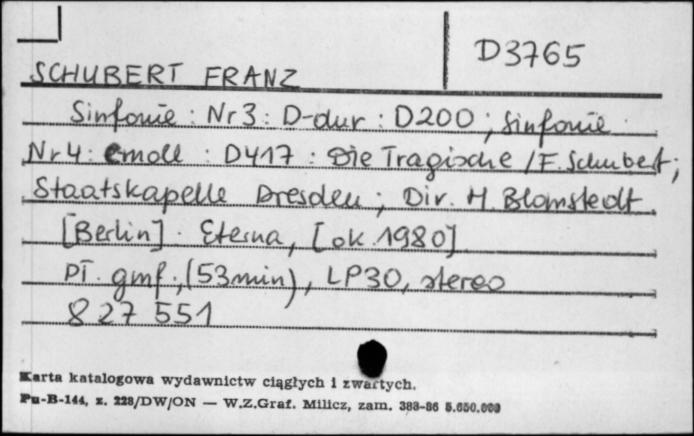 D3765
SCHUBERT FRANZ
Sinfonie : Nr 3 : D-dur : D200 ; Sinfonie :
Nr 4 : cmoll : D417 : Die Tragische / F. Schubert ;
Staatskapelle Dresden ; Dir. H Blomstedt.
[Berlin] : Eterna, [ok. 1980]
pł. gmf ; (53 min), LP30, stereo
8 27 551
Karta katalogowa wydawnictw ciągłych i zwartych.
Pu-B-144, z. 228/DW/ON — W.Z.Graf. Milicz, zam. 383-86 5.650.000